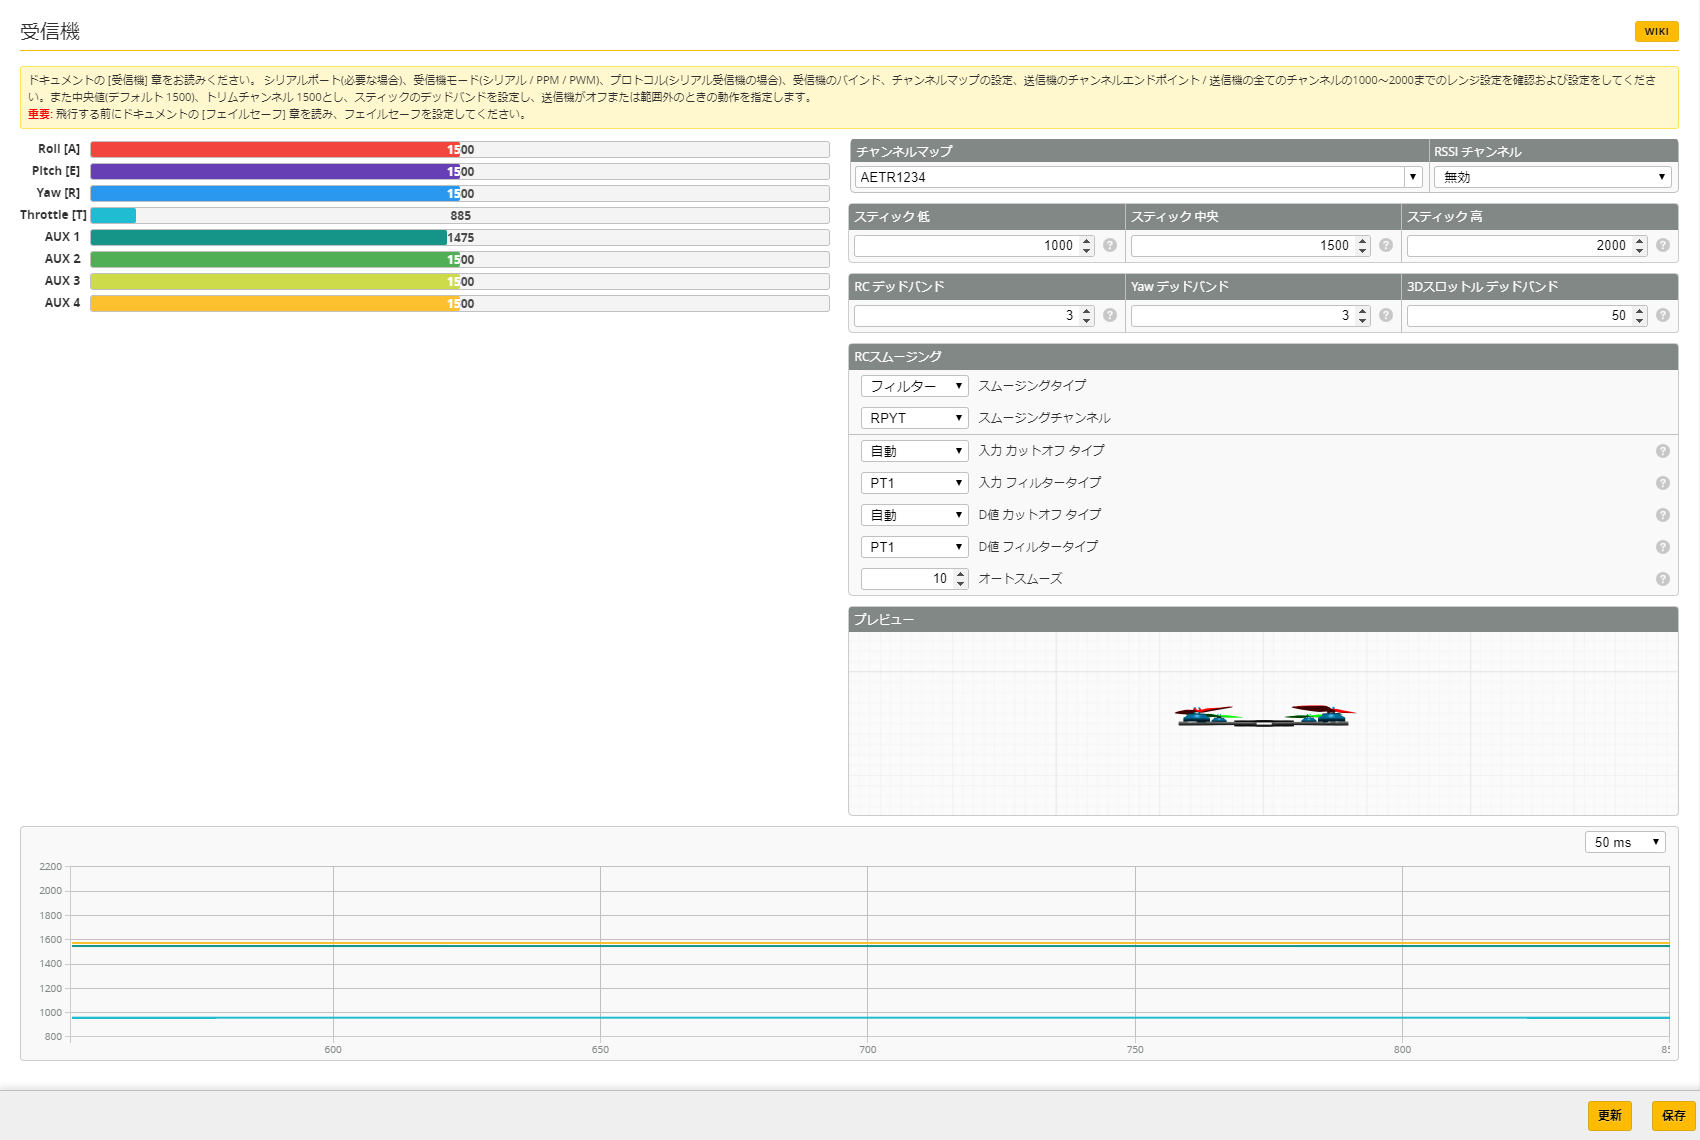 受信機
WIKI
ドキュメントの [受信機] 章をお読みください。 シリアルポート(必要な場合)、受信機モード(シリアル / PPM / PWM)、プロトコル(シリアル受信機の場合)、受信機のバインド、チャンネルマップの設定、送信機のチャンネルエンドポイント / 送信機の全てのチャンネルの1000～2000までのレンジ設定を確認および設定をしてくださ
い。また中央値(デフォルト 1500)、トリムチャンネル 1500とし、スティックのデッドバンドを設定し、送信機がオフまたは範囲外のときの動作を指定します。
重要: 飛行する前にドキュメントの [フェイルセーフ] 章を読み、フェイルセーフを設定してください。
Roll [A] 1500
Pitch [E] 1500
Yaw [R] 1500
Throttle [T] 885
AUX 1 1475
AUX 2 1500
AUX 3 1500
AUX 4 1500
チャンネルマップ RSSI チャンネル
AETR1234 無効
スティック 低 スティック 中央 スティック 高
1000 1500 2000
RC デッドバンド Yaw デッドバンド 3Dスロットル デッドバンド
3 3 50
RCスムージング
フィルター スムージングタイプ
RPYT スムージングチャンネル
自動 入力 カットオフ タイプ
PT1 入力 フィルタータイプ
自動 D値 カットオフ タイプ
PT1 D値 フィルタータイプ
10 オートスムーズ
プレビュー
50 ms
2200
2000
1800
1600
1400
1200
1000
800
600 650 700 750 800
更新 保存